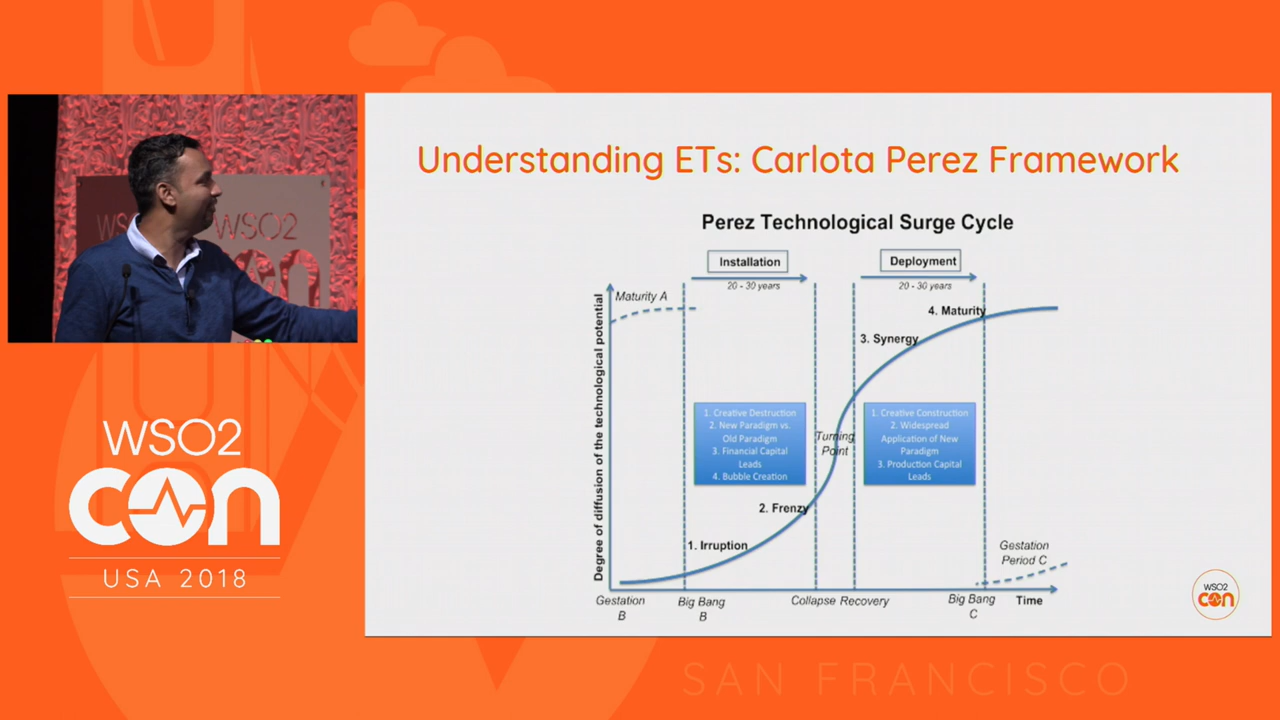 Understanding ETs: Carlota Perez Framework
Perez Technological Surge Cycle
Installation
Deployment
20 - 30 years
20 - 30 years
Maturity A
4. Maturity
3. Synergy
Degree of diffusion of the technological potential
1. Creative Destruction
2. New Paradigm vs.
Old Paradigm
3. Financial Capital
Leads
4. Bubble Creation
Turning
Point
1. Creative Construction
2. Widespread
Application of New
Paradigm
3. Production Capital
Leads
2. Frenzy
1. Irruption
Gestation
Period C
Gestation
B
Big Bang
B
Collapse Recovery
Big Bang
C
Time
WSO2
con
WSO2
WSO2
con
USA 2018
SAN FRANCISCO